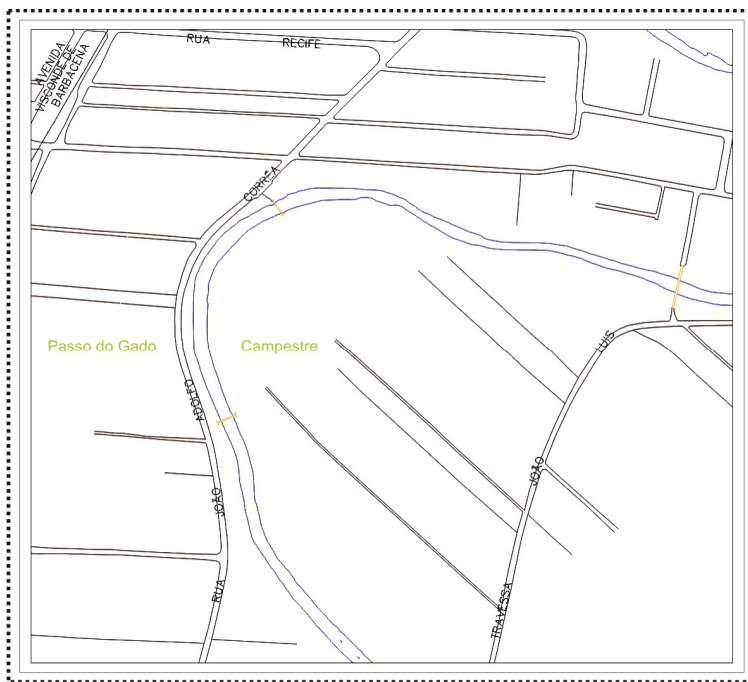 AVENIDA
VISCONDE DE
BARBACENA
RUA RECIFE
CORREA
Passo do Gado
Campestre
LUIS
ADOLFO
JOÃO
JOÃO
RUA
TRAVESSA